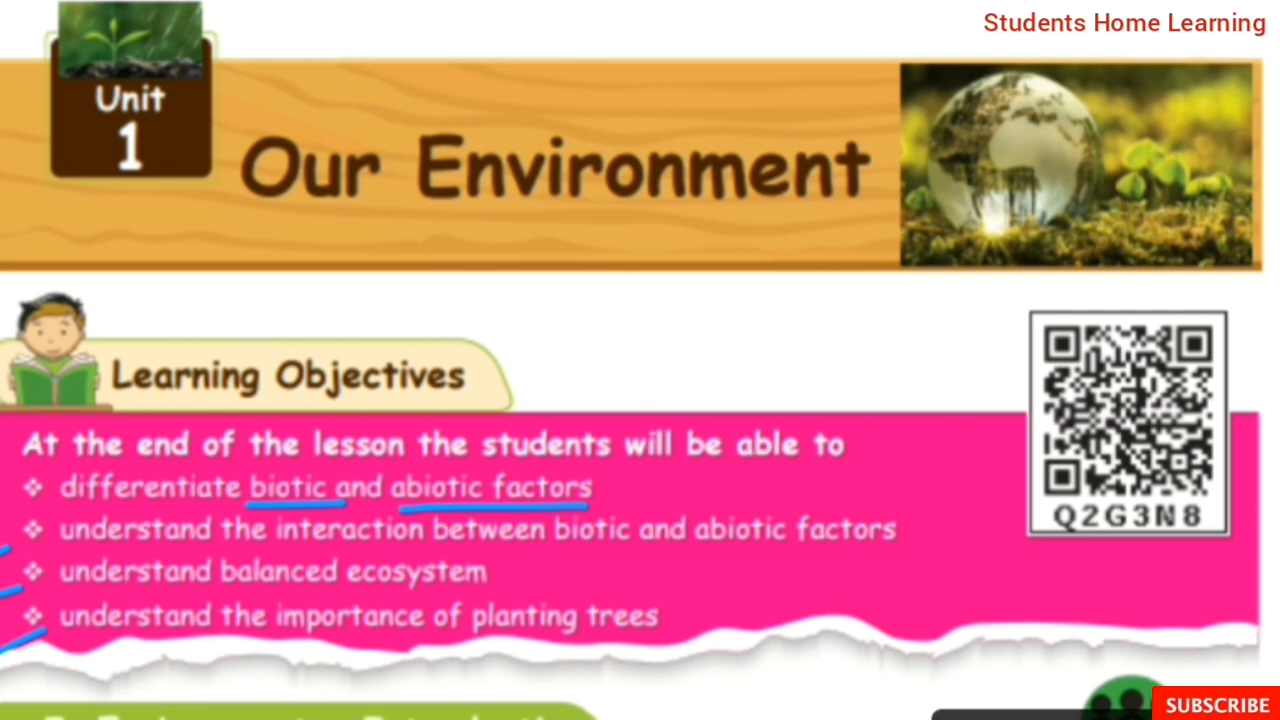 Students Home Learning
Unit
1
Our Environment
Learning Objectives
At the end of the lesson the students will be able to
❖ differentiate biotic and abiotic factors
❖ understand the interaction between biotic and abiotic factors
❖ understand balanced ecosystem
❖ understand the importance of planting trees
Q2G3N8
SUBSCRIBE